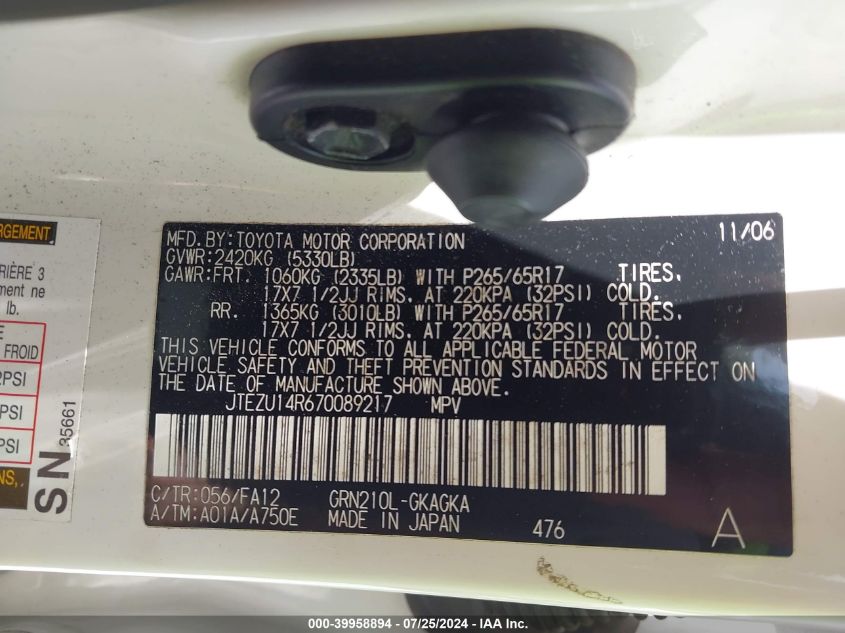 MFD. BY: TOYOTA MOTOR CORPORATION 11/06
GVWR: 2420KG (5330LB)
GAWR: FRT. 1060KG (2335LB) WITH P265/65R17 TIRES,
17X7 1/2JJ RIMS, AT 220KPA (32PSI) COLD.
RR. 1365KG (3010LB) WITH P265/65R17 TIRES,
17X7 1/2JJ RIMS, AT 220KPA (32PSI) COLD.
THIS VEHICLE CONFORMS TO ALL APPLICABLE FEDERAL MOTOR
VEHICLE SAFETY AND THEFT PREVENTION STANDARDS IN EFFECT ON
THE DATE OF MANUFACTURE SHOWN ABOVE.
JTEZU14R670089217 MPV
C/TR: 056/FA12 GRN210L-GKAGKA
A/TM: A01A/A750E MADE IN JAPAN 476 A
RIÈRE 3
ment ne
lb.
FROID
PSI
PSI
PSI
SN 35661
000-39958894 / 07/25/2024 - IAA Inc.